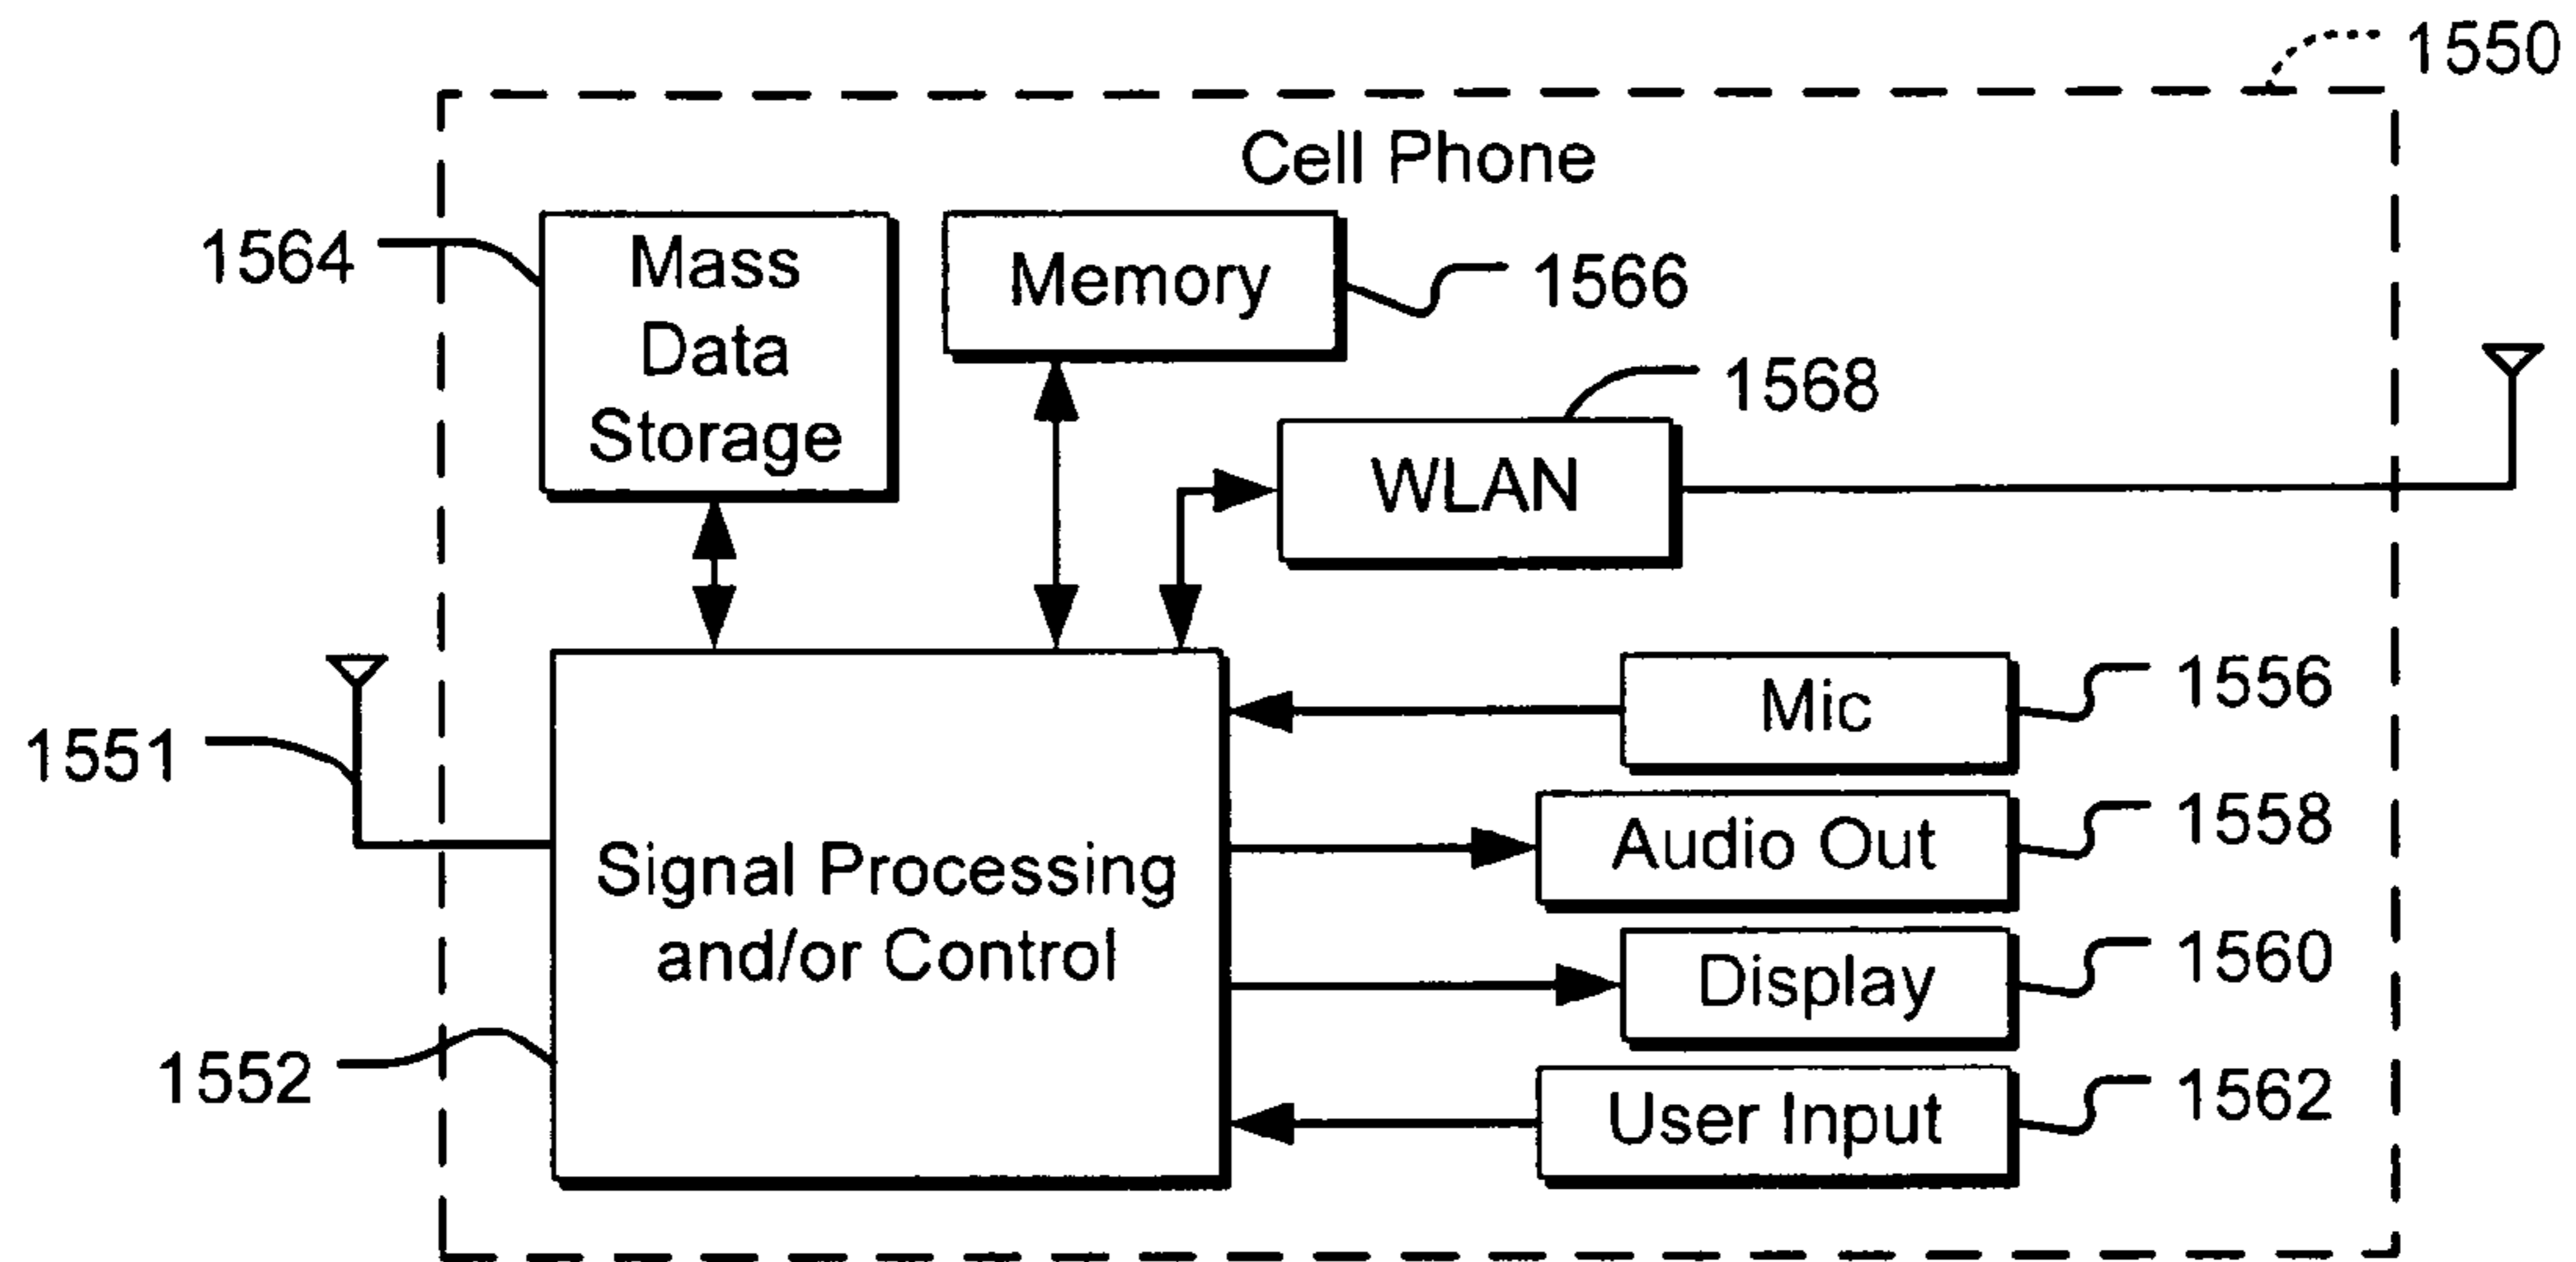 1550
Cell Phone
1564
Mass
Data
Storage
Memory
1566
1568
WLAN
1551
1552
Signal Processing
and/or Control
Mic
1556
Audio Out
1558
Display
1560
User Input
1562